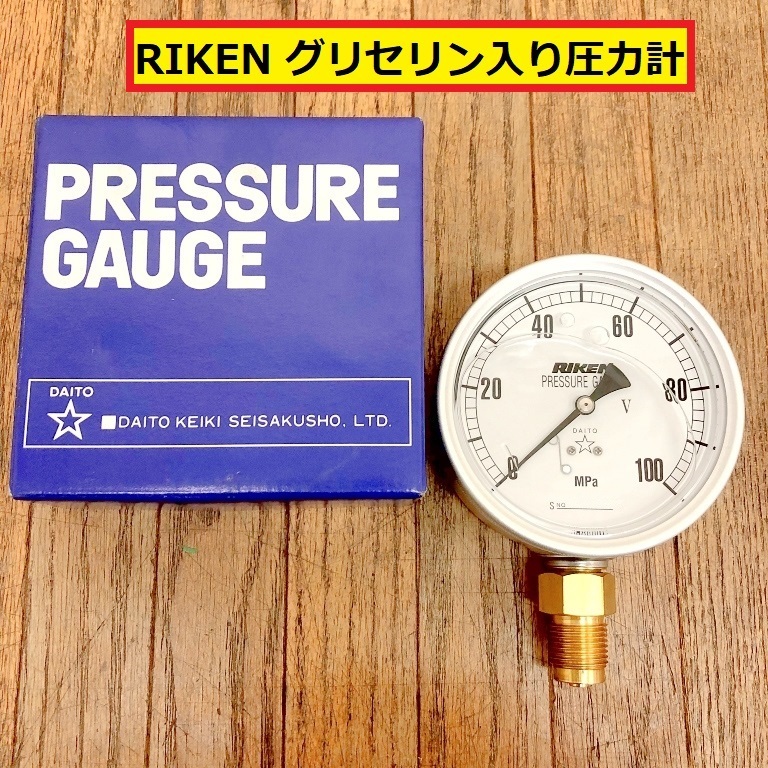 RIKEN グリセリン入り圧力計
PRESSURE
GAUGE
DAITO
■DAITO KEIKI SEISAKUSHO, LTD.
40 60
20 80
0 100
RIKEN
PRESSURE
V
DAITO
MPa
S NO.